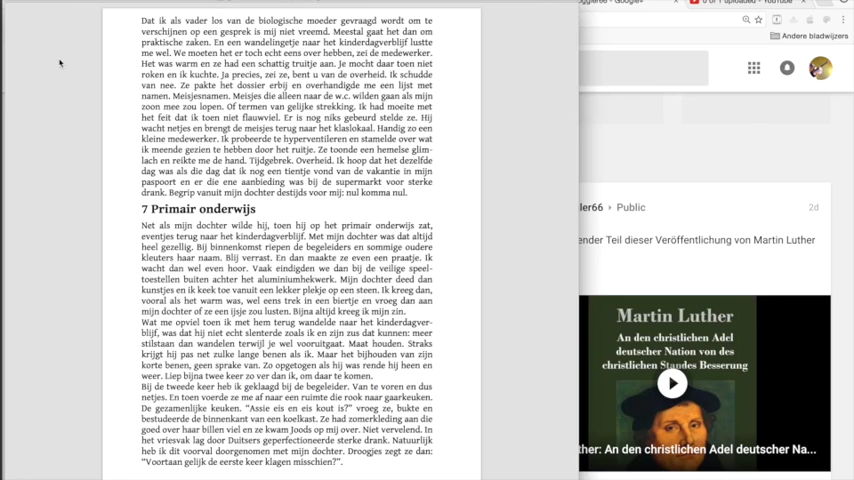 Dat ik als vader los van de biologische moeder gevraagd wordt om te
verschijnen op een gesprek is mij niet vreemd. Meestal gaat het dan om
praktische zaken. En een wandelingetje naar het kinderdagverblijf lustte
me wel. We moeten het er toch echt eens over hebben, zei de medewerker.
Het was warm en ze had een schattig truitje aan. Je mocht daar toen niet
roken en ik kuchte. Ja precies, zei ze, bent u van de overheid. Ik schudde
van nee. Ze pakte het dossier erbij en overhandigde me een lijst met
namen. Meisjesnamen. Meisjes die alleen naar de w.c. wilden gaan als mijn
zoon mee zou lopen. Of termen van gelijke strekking. Ik had moeite met
het feit dat ik toen niet flauwviel. Er is nog niks gebeurd stelde ze. Hij
wacht netjes en brengt de meisjes terug naar het klaslokaal. Handig zo een
kleine medewerker. Ik probeerde te hyperventileren en stamelde over wat
ik meende gezien te hebben door het ruitje. Ze toonde een hemelse glim-
lach en reikte me de hand. Tijdgebrek. Overheid. Ik hoop dat het dezelfde
dag was als die dag dat ik nog een tientje vond van de vakantie in mijn
paspoort en er die ene aanbieding was bij de supermarkt voor sterke
drank. Begrip vanuit mijn dochter destijds voor mij: nul komma nul.
7 Primair onderwijs
Net als mijn dochter wilde hij, toen hij op het primair onderwijs zat,
eventjes terug naar het kinderdagverblijf. Met mijn dochter was dat altijd
heel gezellig. Bij binnenkomst riepen de begeleiders en sommige oudere
kleuters haar naam. Blij verrast. En dan maakte ze even een praatje. Ik
wacht dan wel even hoor. Vaak eindigden we dan bij de veilige speel-
toestellen buiten achter het aluminiumhekwerk. Mijn dochter deed dan
kunstjes en ik keek toe vanuit een lekker plekje op een steen. Ik kreeg dan,
vooral als het warm was, wel eens trek in een biertje en vroeg dan aan
mijn dochter of ze een ijsje zou lusten. Bijna altijd kreeg ik mijn zin.
Wat me opviel toen ik met hem terug wandelde naar het kinderdagver-
blijf, was dat hij niet echt slenterde zoals ik en zijn zus dat kunnen: meer
stilstaan dan wandelen terwijl je wel vooruitgaat. Maat houden. Straks
krijgt hij pas net zulke lange benen als ik. Maar het bijhouden van zijn
korte benen, geen sprake van. Zo opgetogen als hij was rende hij heen en
weer. Liep bijna twee keer zo ver dan ik, om daar te komen.
Bij de tweede keer heb ik geklaagd bij de begeleider. Van te voren en dus
netjes. En toen voerde ze me af naar een ruimte die rook naar gaarkeuken.
De gezamenlijke keuken. “Assie eis en eis kout is?” vroeg ze, bukte en
bestudeerde de binnenkant van een koelkast. Ze had zomerkleding aan die
goed over haar billen viel en ze kwam Joods op mij over. Niet vervelend. In
het vriesvak lag door Duitsers geperfectioneerde sterke drank. Natuurlijk
heb ik dit voorval doorgenomen met mijn dochter. Droogjes zegt ze dan:
“Voortaan gelijk de eerste keer klagen misschien?”.
oggler66 - Google+
0 of 1 uploaded - YouTube
Andere bladwijzers
ler66 Public
2d
ender Teil dieser Veröffentlichung von Martin Luther
Martin Luther
An den christlichen Adel
deutscher Nation von des
christlichen Standes Besserung
ther: An den christlichen Adel deutscher Na...